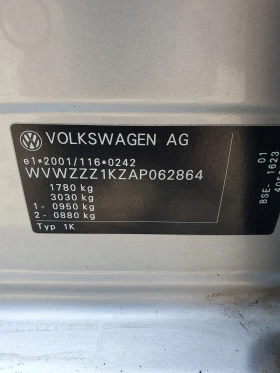 VOLKSWAGEN AG
e1*2001/116*0242
WVWZZZ1KZAP062864
1780 kg
3030 kg
1- 0950 kg
2- 0880 kg
Typ 1K
BSE- 1623
01